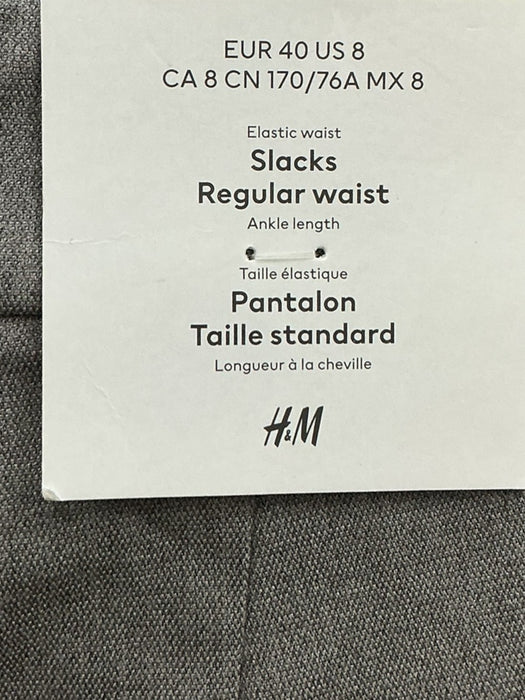 EUR 40 US 8
CA 8 CN 170/76A MX 8
Elastic waist
Slacks
Regular waist
Ankle length
Taille élastique
Pantalon
Taille standard
Longueur à la cheville
H&M